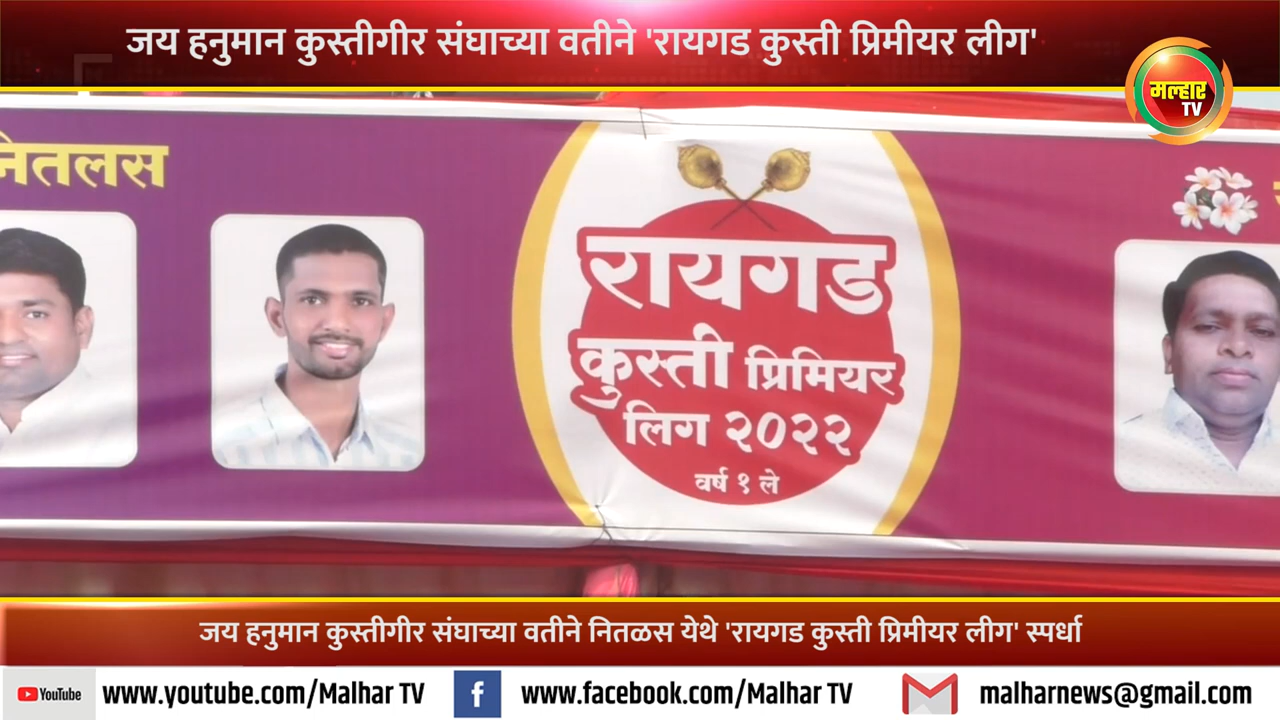 जय हनुमान कुस्तीगीर संघाच्या वतीने 'रायगड कुस्ती प्रिमीयर लीग'
मल्हार
TV
नितलस
रायगड
कुस्ती प्रिमियर
लिग २०२२
वर्ष १ ले
जय हनुमान कुस्तीगीर संघाच्या वतीने नितळस येथे 'रायगड कुस्ती प्रिमीयर लीग' स्पर्धा
YouTube www.youtube.com/Malhar TV f www.facebook.com/Malhar TV malharnews@gmail.com